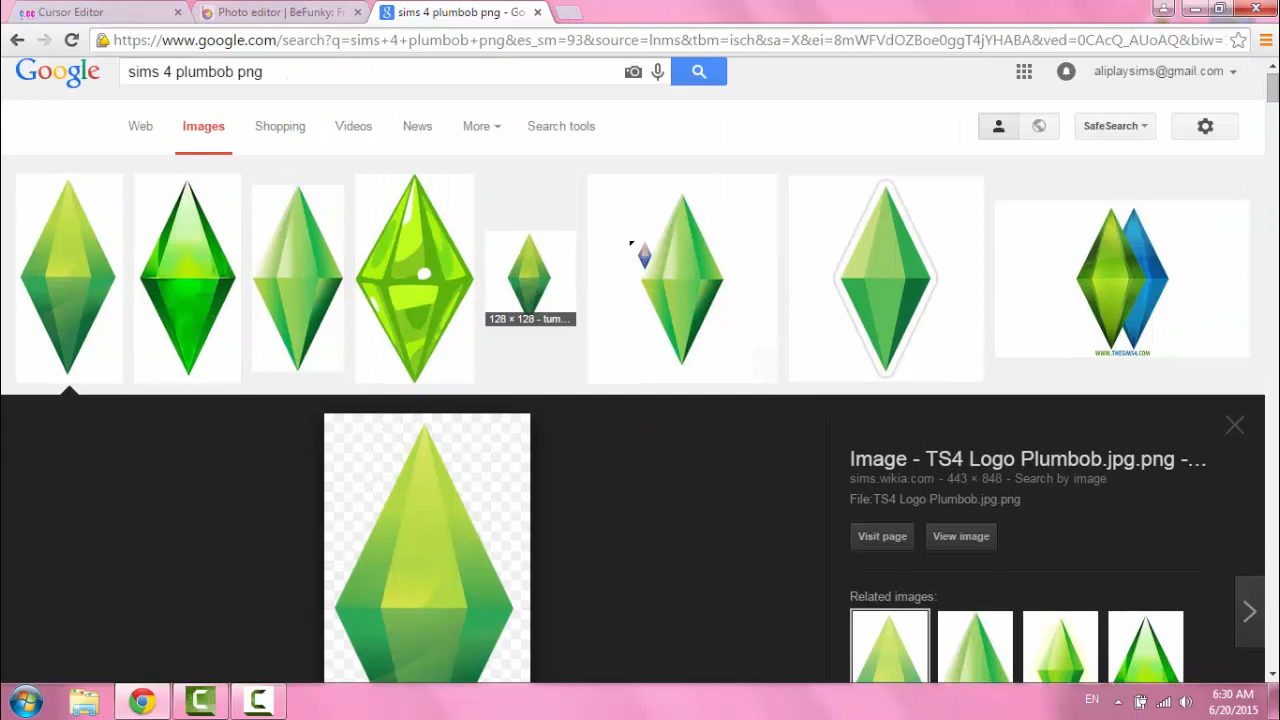 Cursor Editor
Photo editor | BeFunky: F
sims 4 plumbob png - Go
https://www.google.com/search?q=sims+4+plumbob+png&es_sm=93&source=lnms&tbm=isch&sa=X&ei=8mWFVdOZBoe0ggT4jYHABA&ved=0CAcQ_AUoAQ&biw=
Google
sims 4 plumbob png
aliplaysims@gmail.com
Web
Images
Shopping
Videos
News
More
Search tools
SafeSearch
128 × 128 - tum...
WWW.THESIMS4.COM
Image - TS4 Logo Plumbob.jpg.png -...
sims.wikia.com - 443 × 848 - Search by image
File:TS4 Logo Plumbob.jpg.png
Visit page
View image
Related images:
EN
6:30 AM
6/20/2015